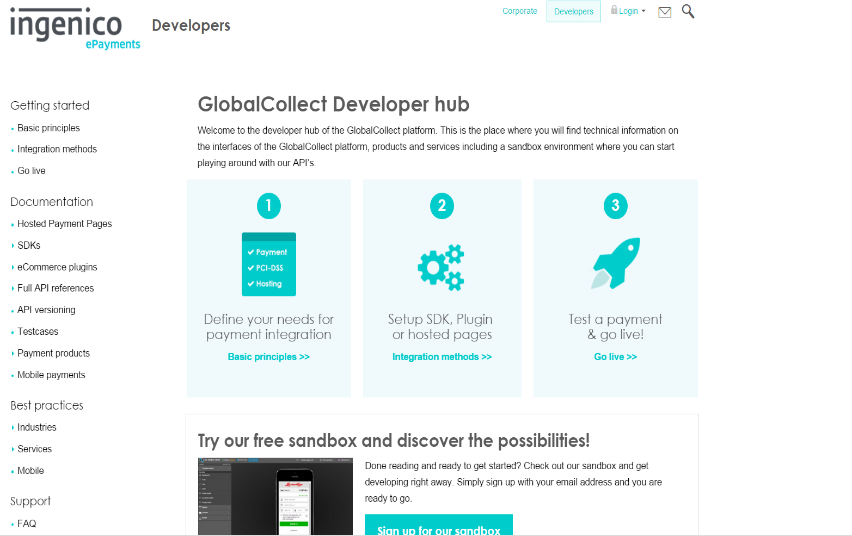 ingenico
ePayments
Developers
Corporate
Developers
Login
Getting started
Basic principles
Integration methods
Go live
Documentation
Hosted Payment Pages
SDKs
eCommerce plugins
Full API references
API versioning
Testcases
Payment products
Mobile payments
Best practices
Industries
Services
Mobile
Support
FAQ
GlobalCollect Developer hub
Welcome to the developer hub of the GlobalCollect platform. This is the place where you will find technical information on
the interfaces of the GlobalCollect platform, products and services including a sandbox environment where you can start
playing around with our API's.
1
Payment
PCI-DSS
Hosting
Define your needs for
payment integration
Basic principles >>
2
Setup SDK, Plugin
or hosted pages
Integration methods >>
3
Test a payment
& go live!
Go live >>
Try our free sandbox and discover the possibilities!
Done reading and ready to get started? Check out our sandbox and get
developing right away. Simply sign up with your email address and you are
ready to go.
Sign up for our sandbox